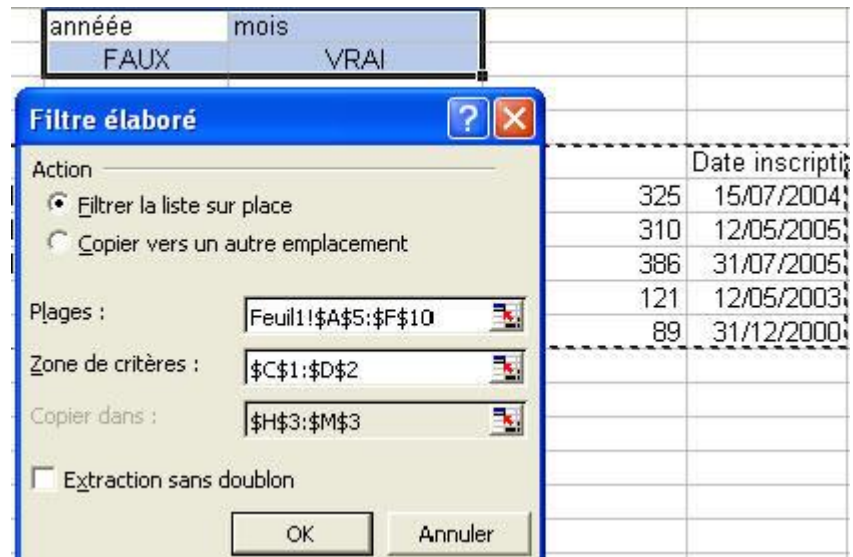 annéée mois
FAUX VRAI
Filtre élaboré
Action
Filtrer la liste sur place
Copier vers un autre emplacement
Plages : Feuil1!$A$5:$F$10
Zone de critères : $C$1:$D$2
Copier dans : $H$3:$M$3
Extraction sans doublon
OK Annuler
Date inscripti
325 15/07/2004
310 12/05/2005
386 31/07/2005
121 12/05/2003
89 31/12/2000